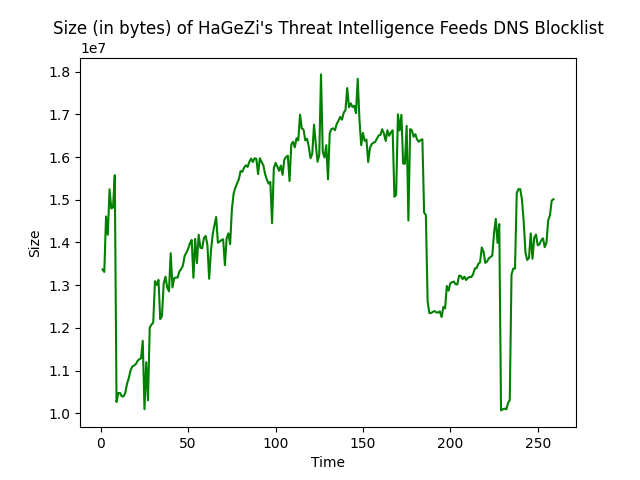 Size (in bytes) of HaGeZi's Threat Intelligence Feeds DNS Blocklist
1e7
1.8
1.7
1.6
1.5
1.4
1.3
1.2
1.1
1.0
Size
0 50 100 150 200 250
Time